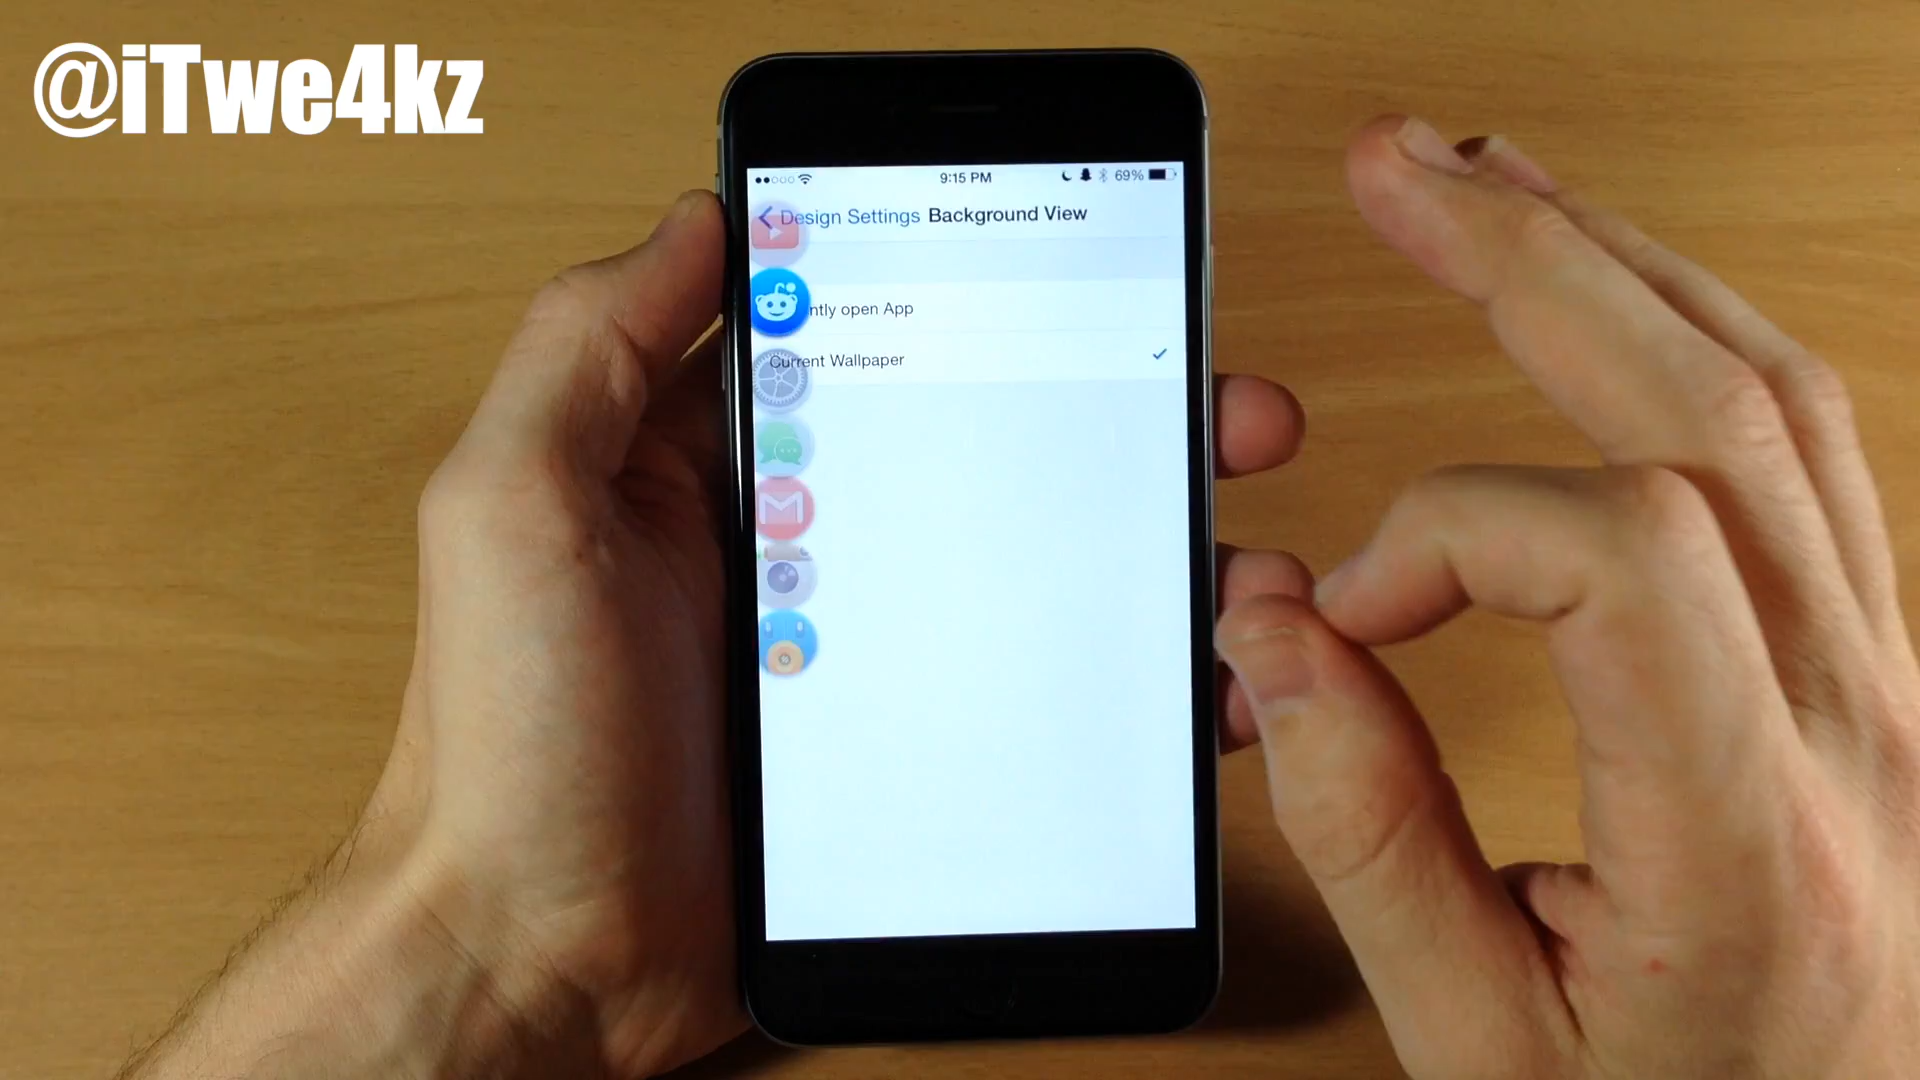 @iTwe4kz
9:15 PM 69%
Design Settings Background View
ntly open App
Current Wallpaper